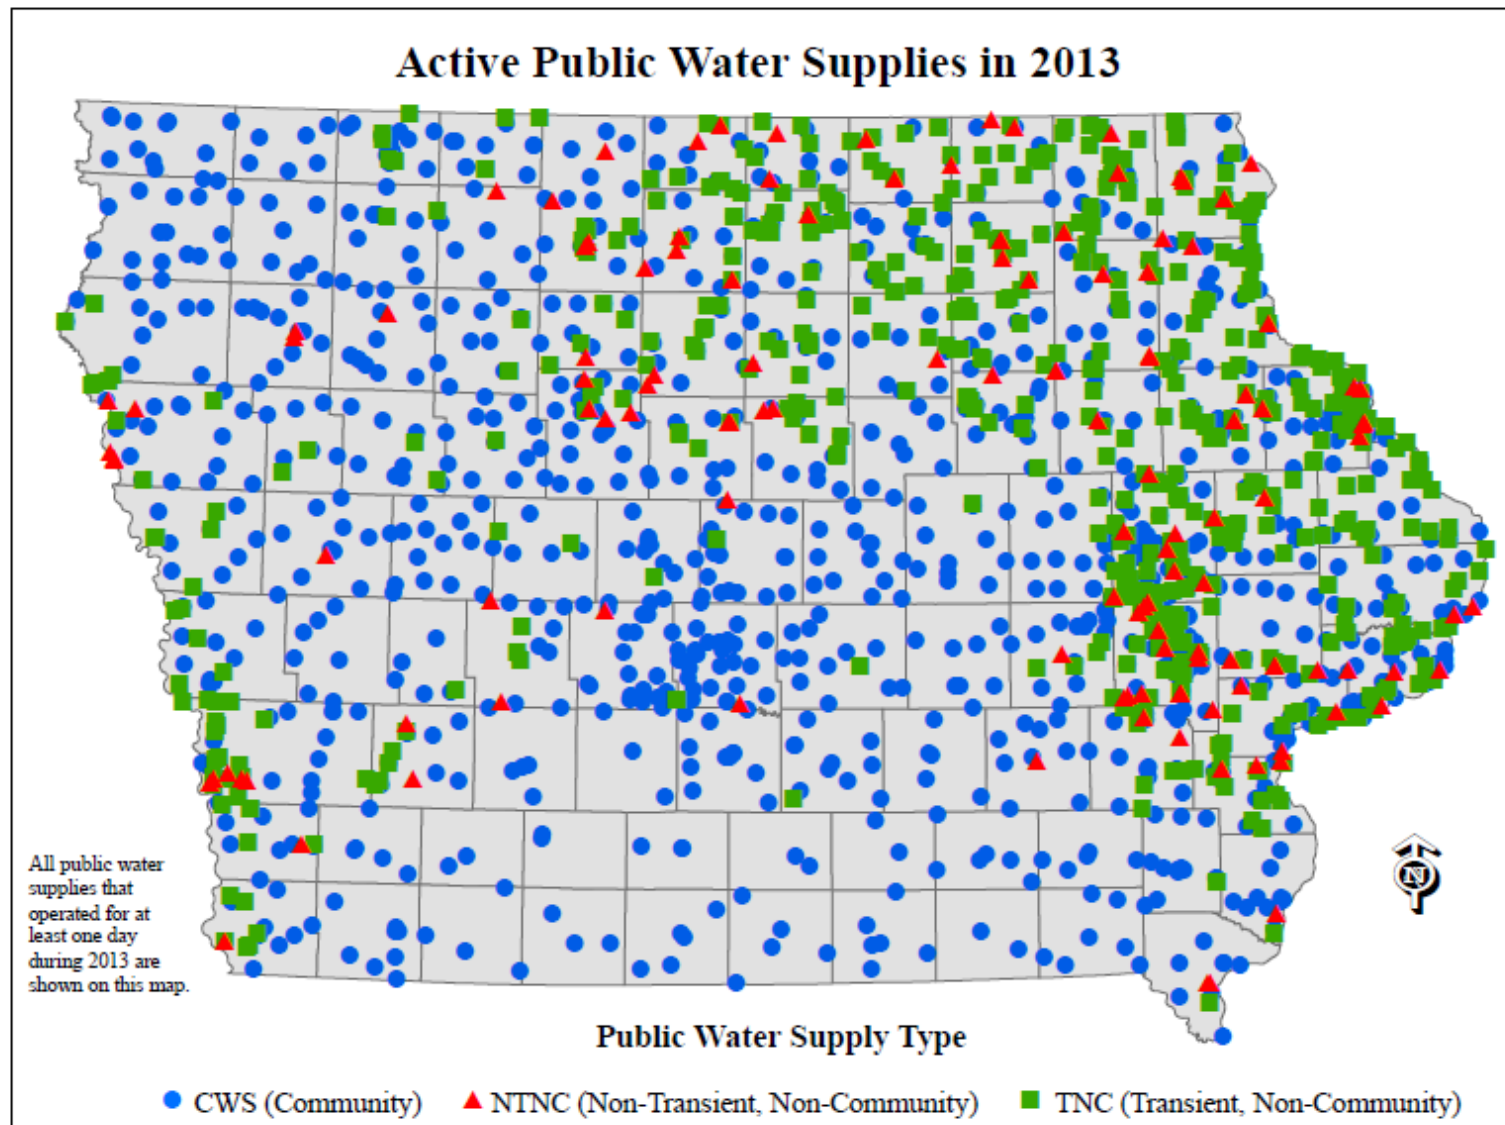 Active Public Water Supplies in 2013
All public water
supplies that
operated for at
least one day
during 2013 are
shown on this map.
N
Public Water Supply Type
CWS (Community)
NTNC (Non-Transient, Non-Community)
TNC (Transient, Non-Community)